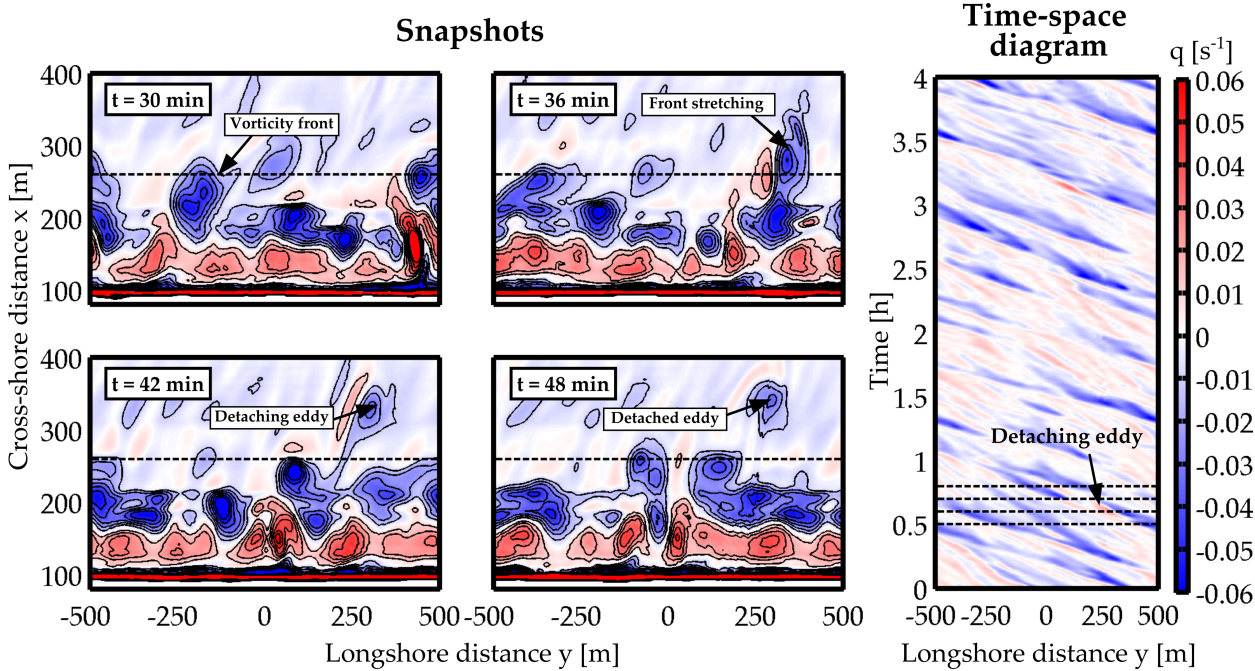 Snapshots
Time-space
diagram
q [s⁻¹]
Cross-shore distance x [m]
400
300
200
100
t = 30 min
Vorticity front
t = 36 min
Front stretching
400
300
200
100
t = 42 min
Detaching eddy
t = 48 min
Detached eddy
-500 -250 0 250 500
-500 -250 0 250 500
Longshore distance y [m]
Time [h]
4
3.5
3
2.5
2
1.5
1
0.5
0
Detaching eddy
-500 0 500
Longshore distance y [m]
0.06
0.05
0.04
0.03
0.02
0.01
0
-0.01
-0.02
-0.03
-0.04
-0.05
-0.06